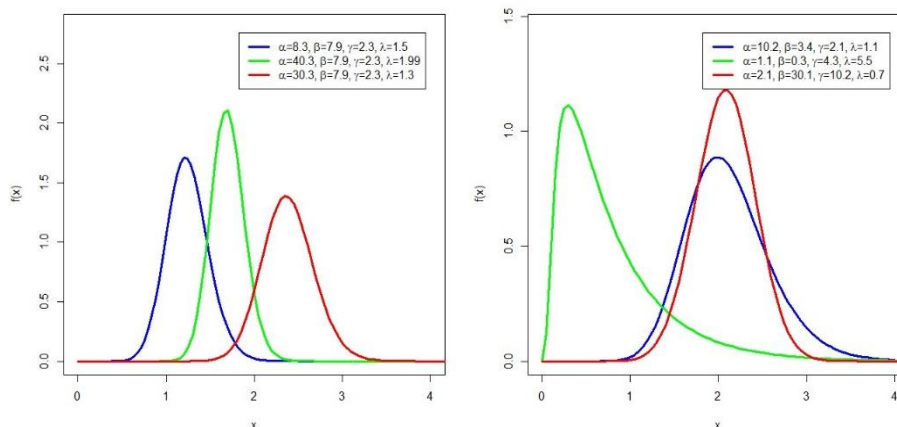 2.5
2.0
1.5
1.0
0.5
0.0
f(x)
α=8.3, β=7.9, γ=2.3, λ=1.5
α=40.3, β=7.9, γ=2.3, λ=1.99
α=30.3, β=7.9, γ=2.3, λ=1.3
0 1 2 3 4
x
1.5
1.0
0.5
0.0
f(x)
α=10.2, β=3.4, γ=2.1, λ=1.1
α=1.1, β=0.3, γ=4.3, λ=5.5
α=2.1, β=30.1, γ=10.2, λ=0.7
0 1 2 3 4
x